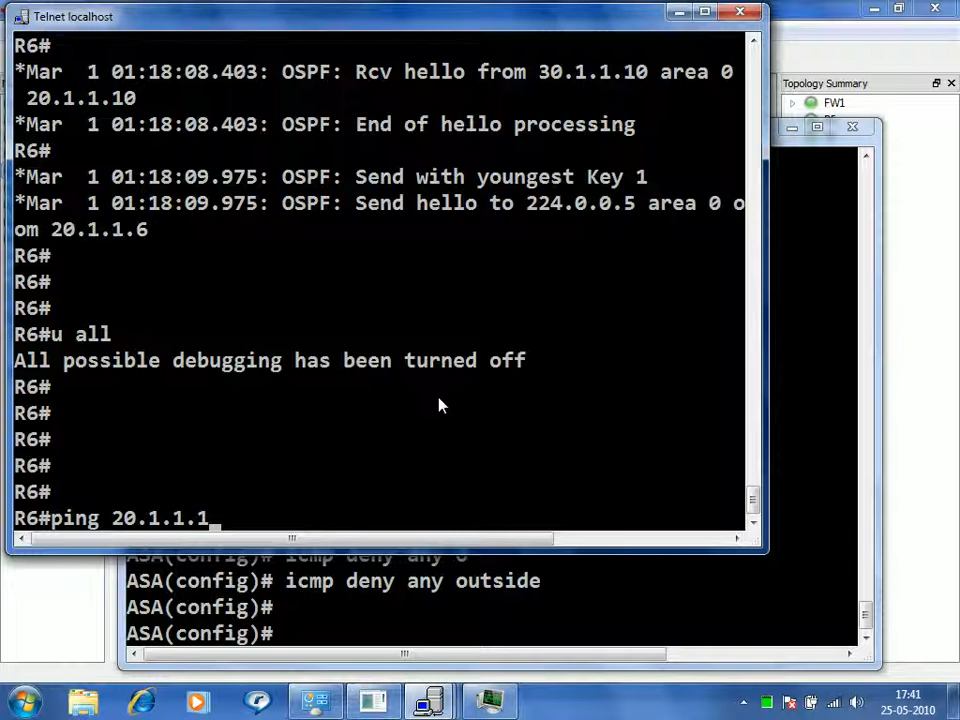 Telnet localhost
R6#
*Mar  1 01:18:08.403: OSPF: Rcv hello from 30.1.1.10 area 0
 20.1.1.10
*Mar  1 01:18:08.403: OSPF: End of hello processing
R6#
*Mar  1 01:18:09.975: OSPF: Send with youngest Key 1
*Mar  1 01:18:09.975: OSPF: Send hello to 224.0.0.5 area 0 o
om 20.1.1.6
R6#
R6#
R6#
R6#u all
All possible debugging has been turned off
R6#
R6#
R6#
R6#
R6#
R6#ping 20.1.1.1
Topology Summary
FW1
ASA(config)# icmp deny any o
ASA(config)# icmp deny any outside
ASA(config)#
ASA(config)#
17:41
25-05-2010